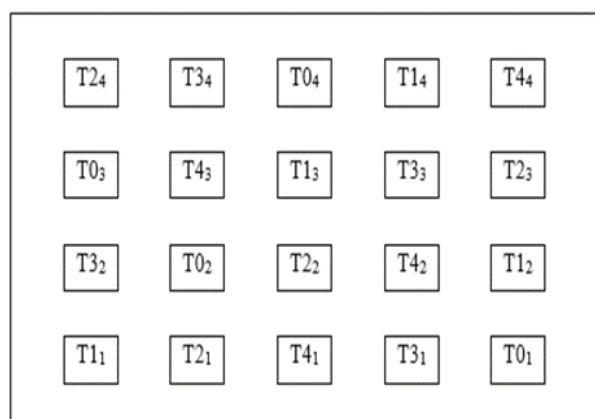 T2₄ T3₄ T0₄ T1₄ T4₄
T0₃ T4₃ T1₃ T3₃ T2₃
T3₂ T0₂ T2₂ T4₂ T1₂
T1₁ T2₁ T4₁ T3₁ T0₁